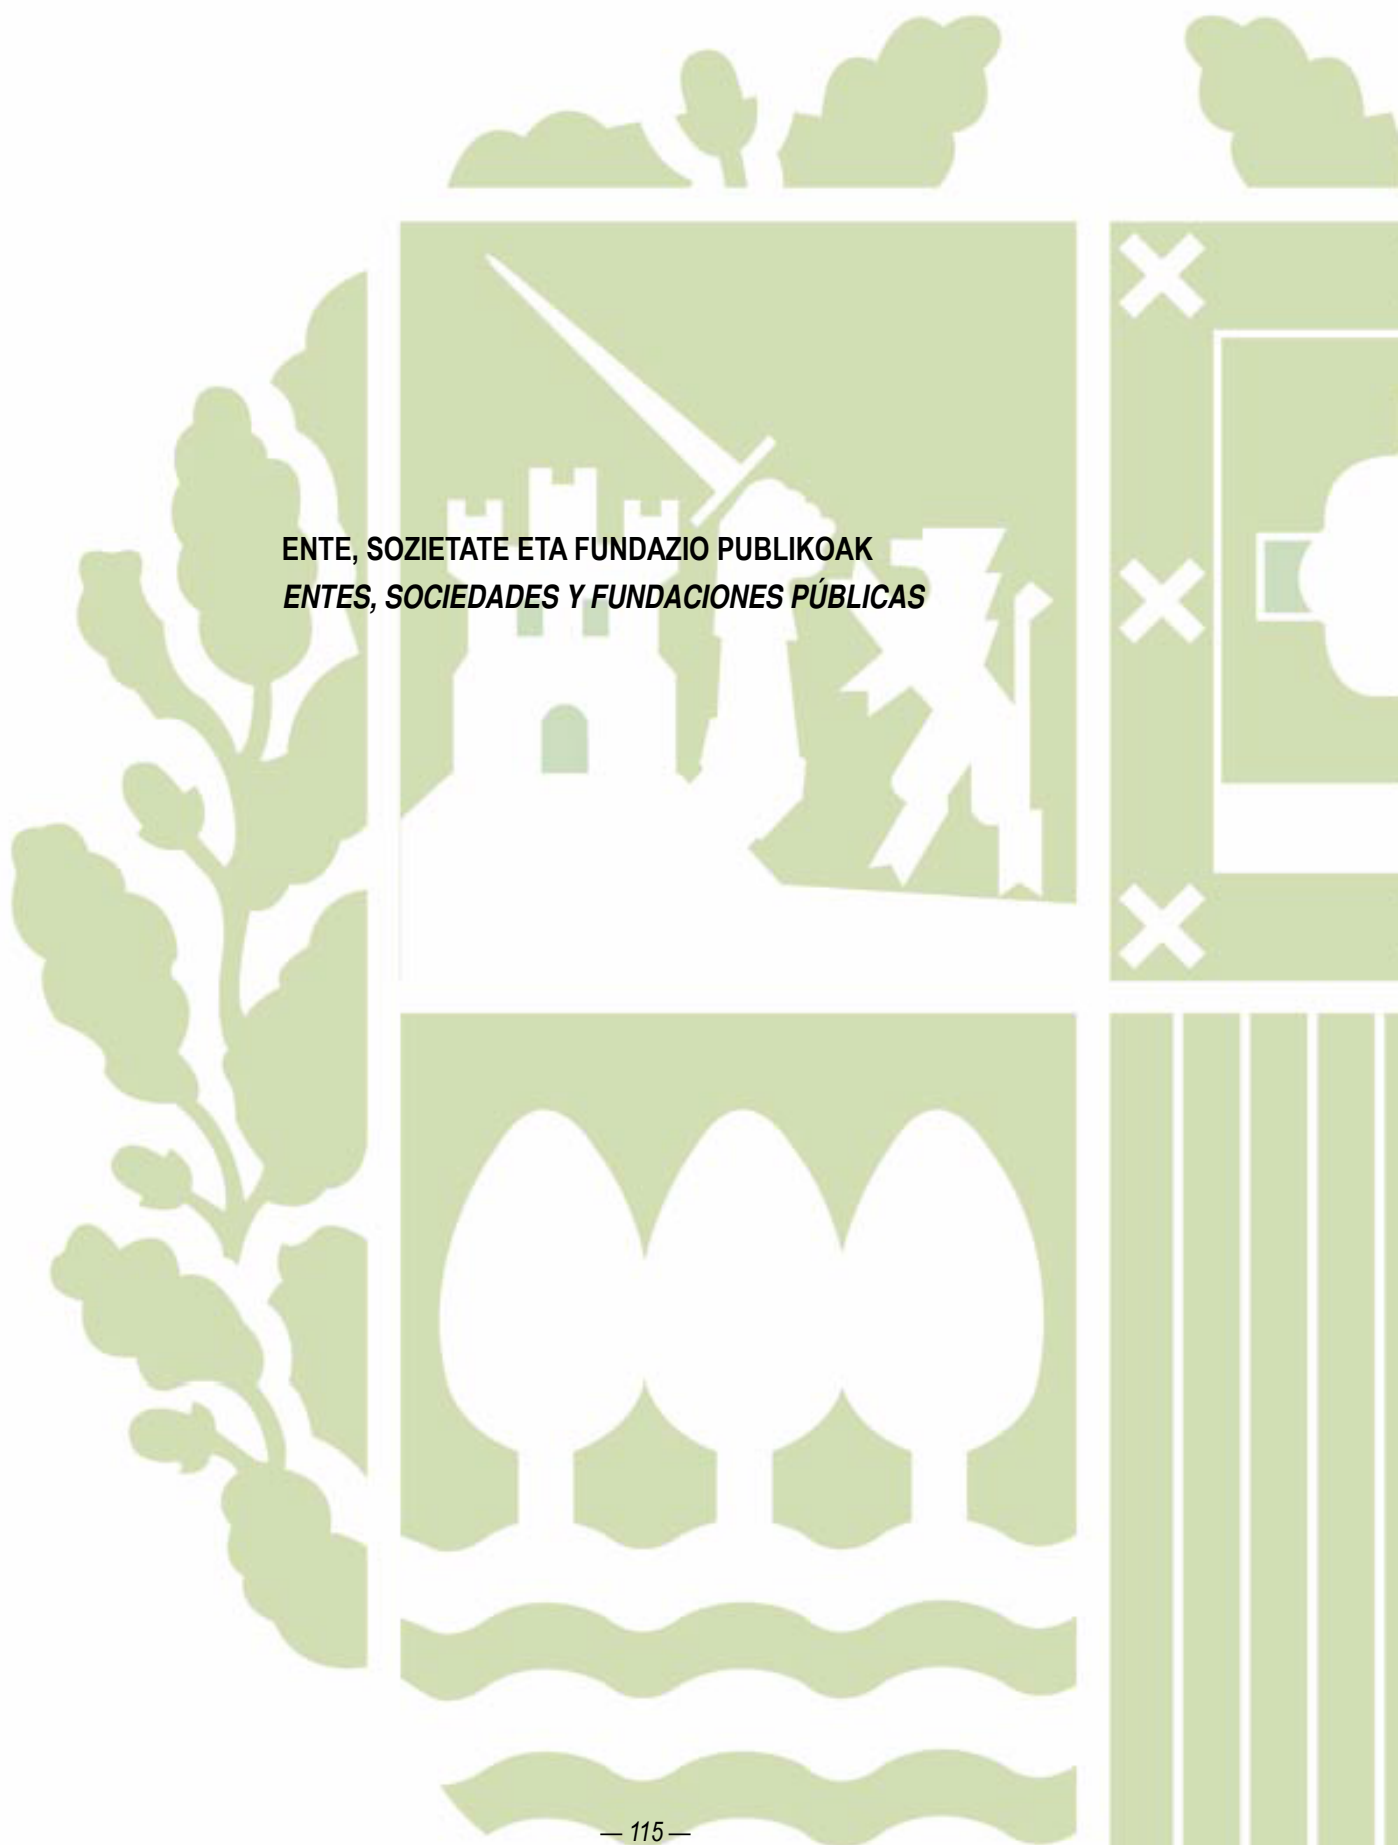 ENTE, SOZIETATE ETA FUNDAZIO PUBLIKOAK
ENTES, SOCIEDADES Y FUNDACIONES PÚBLICAS
— 115 —